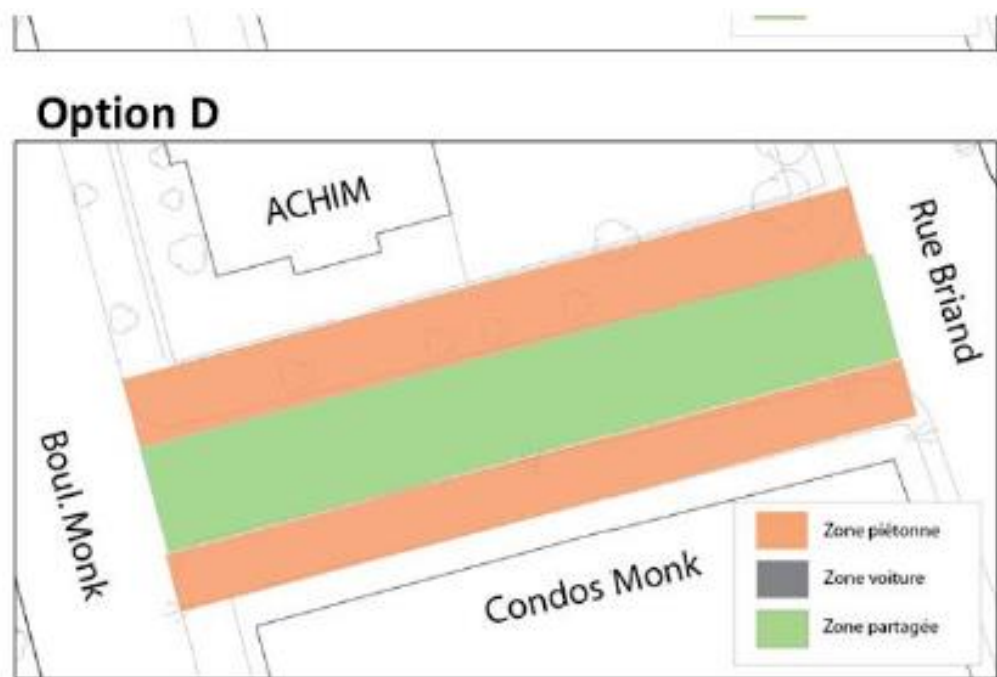 Option D
ACHIM
Rue Briand
Boul. Monk
Condos Monk
Zone piétonne
Zone voiture
Zone partagée